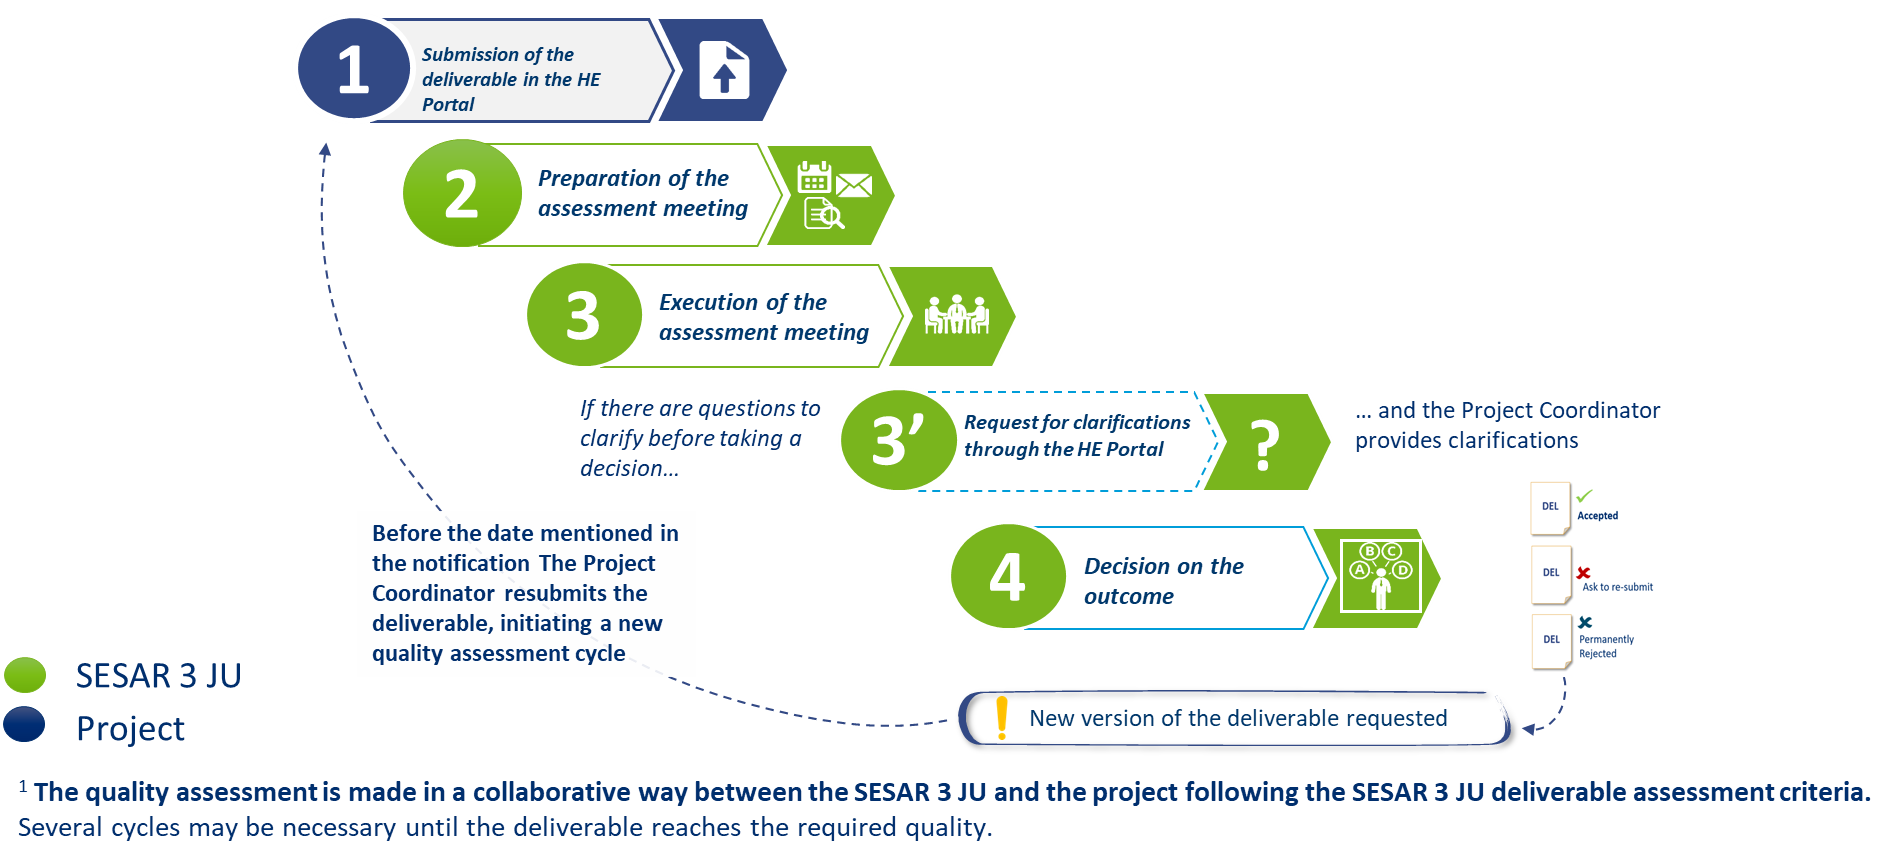 1
Submission of the
deliverable in the HE
Portal
2
Preparation of the
assessment meeting
3
Execution of the
assessment meeting
If there are questions to
clarify before taking a
decision...
3’
Request for clarifications
through the HE Portal
?
... and the Project Coordinator
provides clarifications
4
Decision on the
outcome
A
B
C
D
DEL
Accepted
DEL
Ask to re-submit
DEL
Permanently
Rejected
Before the date mentioned in
the notification The Project
Coordinator resubmits the
deliverable, initiating a new
quality assessment cycle
! New version of the deliverable requested
SESAR 3 JU
Project
1 The quality assessment is made in a collaborative way between the SESAR 3 JU and the project following the SESAR 3 JU deliverable assessment criteria.
Several cycles may be necessary until the deliverable reaches the required quality.